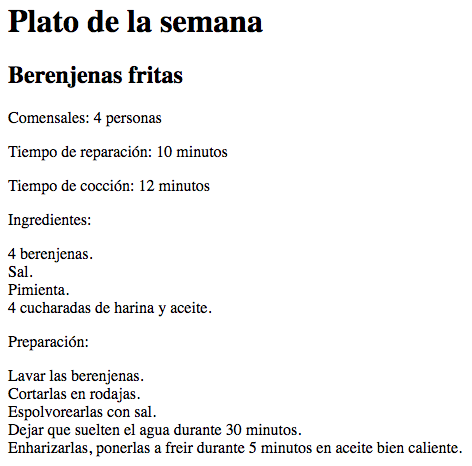 Plato de la semana
Berenjenas fritas
Comensales: 4 personas
Tiempo de reparación: 10 minutos
Tiempo de cocción: 12 minutos
Ingredientes:
4 berenjenas.
Sal.
Pimienta.
4 cucharadas de harina y aceite.
Preparación:
Lavar las berenjenas.
Cortarlas en rodajas.
Espolvorearlas con sal.
Dejar que suelten el agua durante 30 minutos.
Enharizarlas, ponerlas a freir durante 5 minutos en aceite bien caliente.